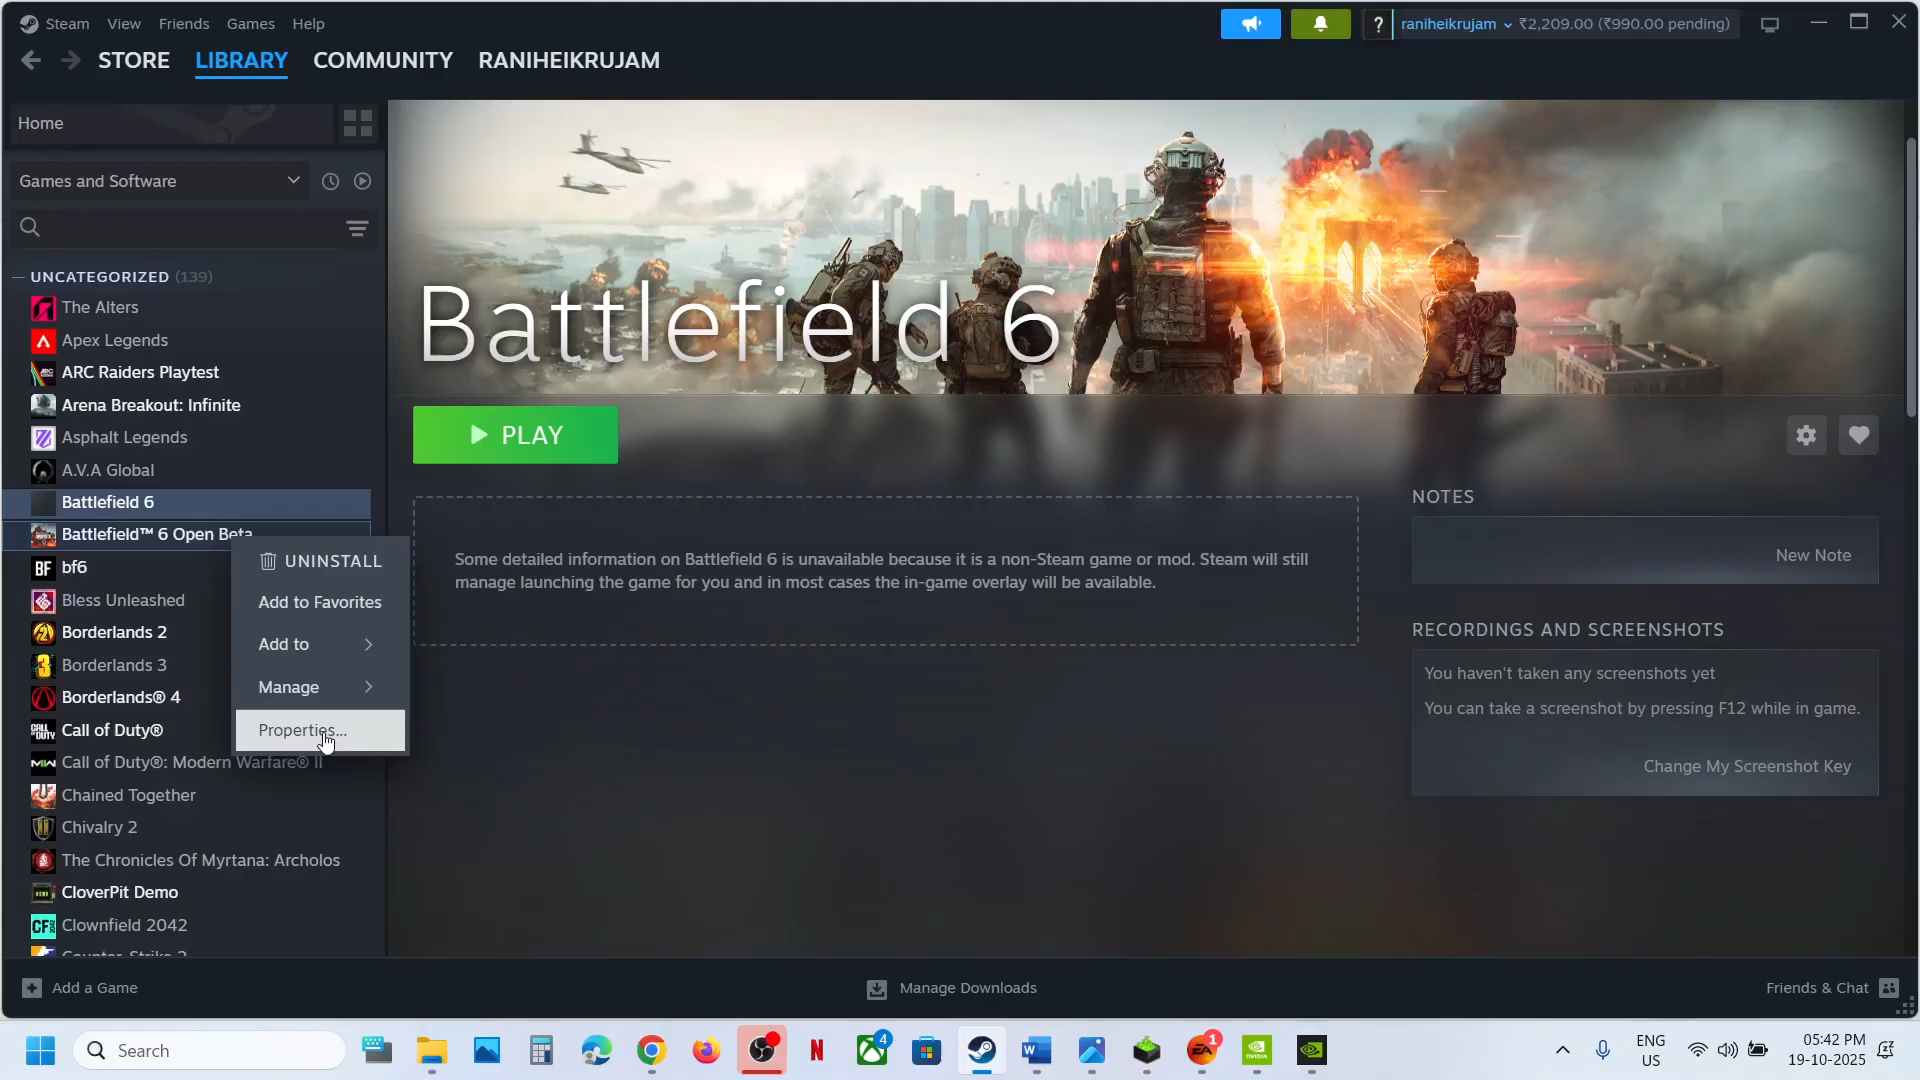 Steam View Friends Games Help
? raniheikrujam ₹2,209.00 (₹990.00 pending)
STORE LIBRARY COMMUNITY RANIHEIKRUJAM
Home
Games and Software
UNCATEGORIZED (139)
The Alters
Apex Legends
ARC Raiders Playtest
Arena Breakout: Infinite
Asphalt Legends
A.V.A Global
Battlefield 6
Battlefield™ 6 Open Beta
bf6
Bless Unleashed
Borderlands 2
Borderlands 3
Borderlands® 4
Call of Duty®
Call of Duty®: Modern Warfare® II
Chained Together
Chivalry 2
The Chronicles Of Myrtana: Archolos
CloverPit Demo
Clownfield 2042
Counter-Strike 2
UNINSTALL
Add to Favorites
Add to
Manage
Properties...
Battlefield 6
PLAY
Some detailed information on Battlefield 6 is unavailable because it is a non-Steam game or mod. Steam will still
manage launching the game for you and in most cases the in-game overlay will be available.
NOTES
New Note
RECORDINGS AND SCREENSHOTS
You haven't taken any screenshots yet
You can take a screenshot by pressing F12 while in game.
Change My Screenshot Key
Add a Game
Manage Downloads
Friends & Chat
Search
4
1
ENG
US
05:42 PM
19-10-2025